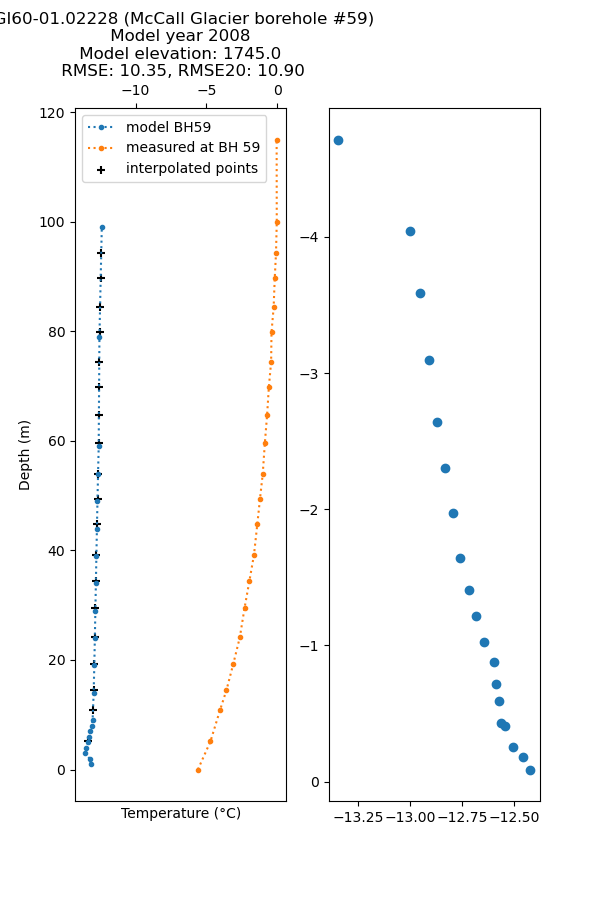 GI60-01.02228 (McCall Glacier borehole #59)
Model year 2008
Model elevation: 1745.0
RMSE: 10.35, RMSE20: 10.90
−10 −5 0
120
100
80
60
40
20
0
Depth (m)
model BH59
measured at BH 59
interpolated points
Temperature (°C)
−4
−3
−2
−1
0
−13.25 −13.00 −12.75 −12.50